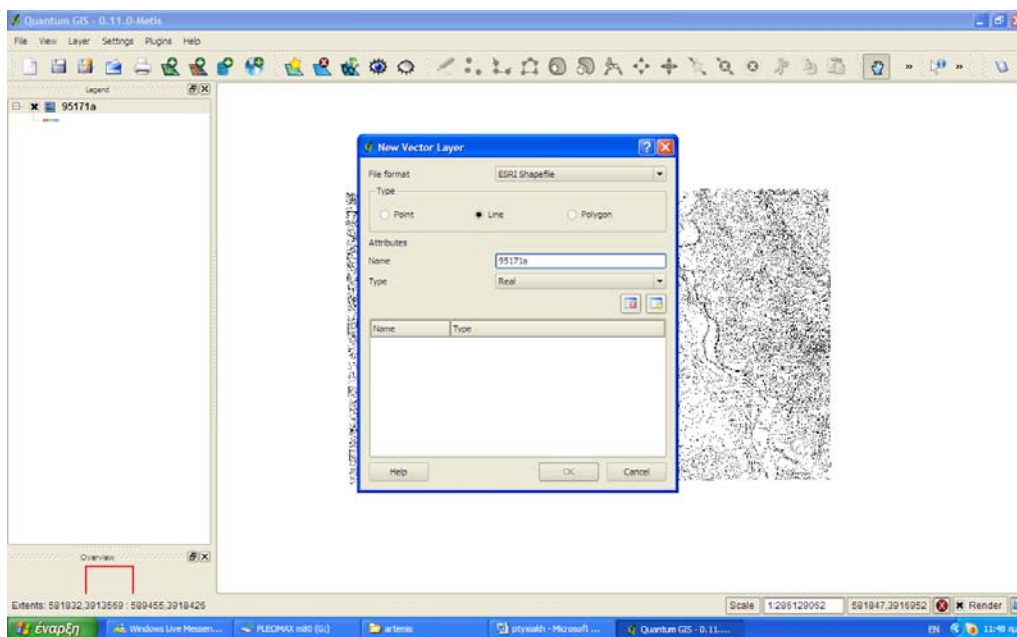 Quantum GIS - 0.11.0-Metis
File View Layer Settings Plugins Help
Legend
95171a
New Vector Layer
File format ESRI Shapefile
Type
Point Line Polygon
Attributes
Name 95171a
Type Real
Name Type
Help OK Cancel
Overview
Extents: 581832,3913569 : 589455,3918426
Scale 1:285129062 581847,3916952 Render
έναρξη Windows Live Messen... PLEOMAX m80 (G:) artemis ptyxiakh - Microsoft ... Quantum GIS - 0.11.... EN 11:48